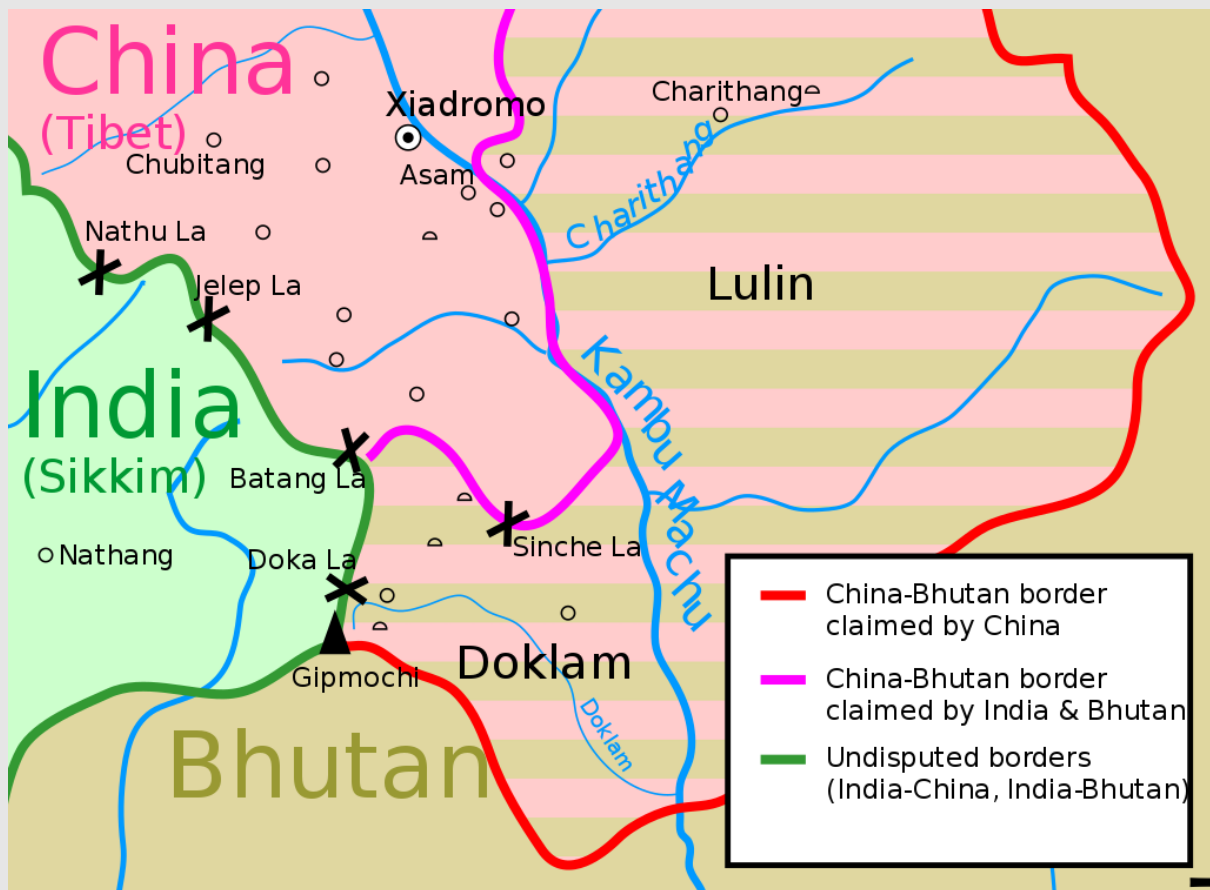 China
(Tibet)
Xiadromo
Charithang
Chubitang
Asam
Charithang
Nathu La
Jelep La
Lulin
Kambu Machu
India
(Sikkim)
Batang La
Sinche La
Nathang
Doka La
Doklam
Gipmochi
Doklam
Bhutan
China-Bhutan border
claimed by China
China-Bhutan border
claimed by India & Bhutan
Undisputed borders
(India-China, India-Bhutan)